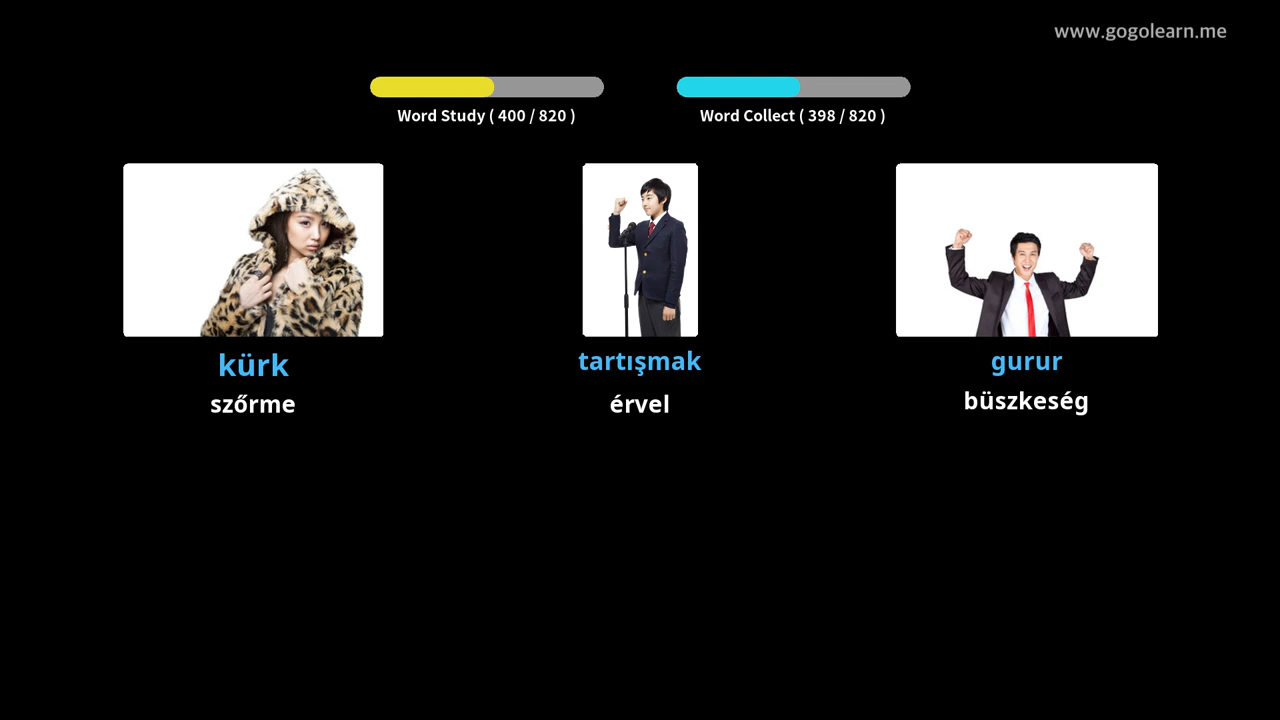 www.gogolearn.me
Word Study ( 400 / 820 )
Word Collect ( 398 / 820 )
kürk
szőrme
tartışmak
érvel
gurur
büszkeség